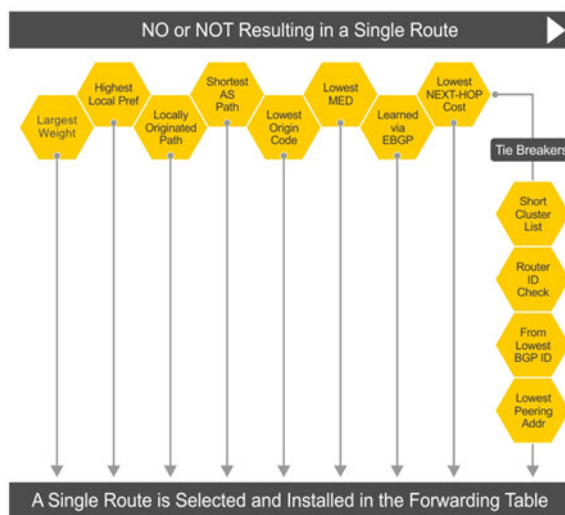 NO or NOT Resulting in a Single Route
Largest
Weight
Highest
Local Pref
Locally
Originated
Path
Shortest
AS
Path
Lowest
Origin
Code
Lowest
MED
Learned
via
EBGP
Lowest
NEXT-HOP
Cost
Tie Breakers
Short
Cluster
List
Router
ID
Check
From
Lowest
BGP ID
Lowest
Peering
Addr
A Single Route is Selected and Installed in the Forwarding Table